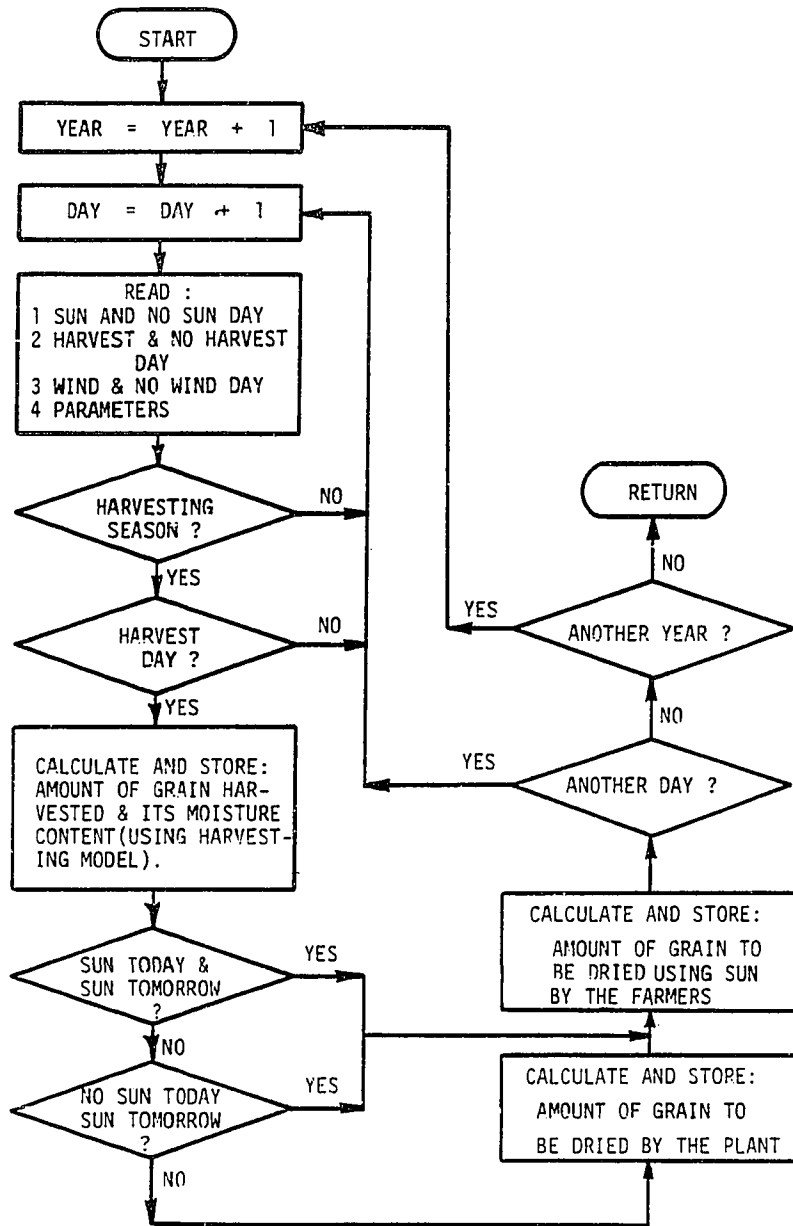 START
YEAR = YEAR + 1
DAY = DAY + 1
READ :
1 SUN AND NO SUN DAY
2 HARVEST & NO HARVEST
DAY
3 WIND & NO WIND DAY
4 PARAMETERS
HARVESTING
SEASON ?
NO
YES
HARVEST
DAY ?
NO
YES
CALCULATE AND STORE:
AMOUNT OF GRAIN HAR-
VESTED & ITS MOISTURE
CONTENT(USING HARVEST-
ING MODEL).
SUN TODAY &
SUN TOMORROW
?
YES
NO
NO SUN TODAY
SUN TOMORROW
?
YES
NO
CALCULATE AND STORE:
AMOUNT OF GRAIN TO
BE DRIED BY THE PLANT
CALCULATE AND STORE:
AMOUNT OF GRAIN TO
BE DRIED USING SUN
BY THE FARMERS
ANOTHER DAY ?
YES
NO
ANOTHER YEAR ?
YES
NO
RETURN